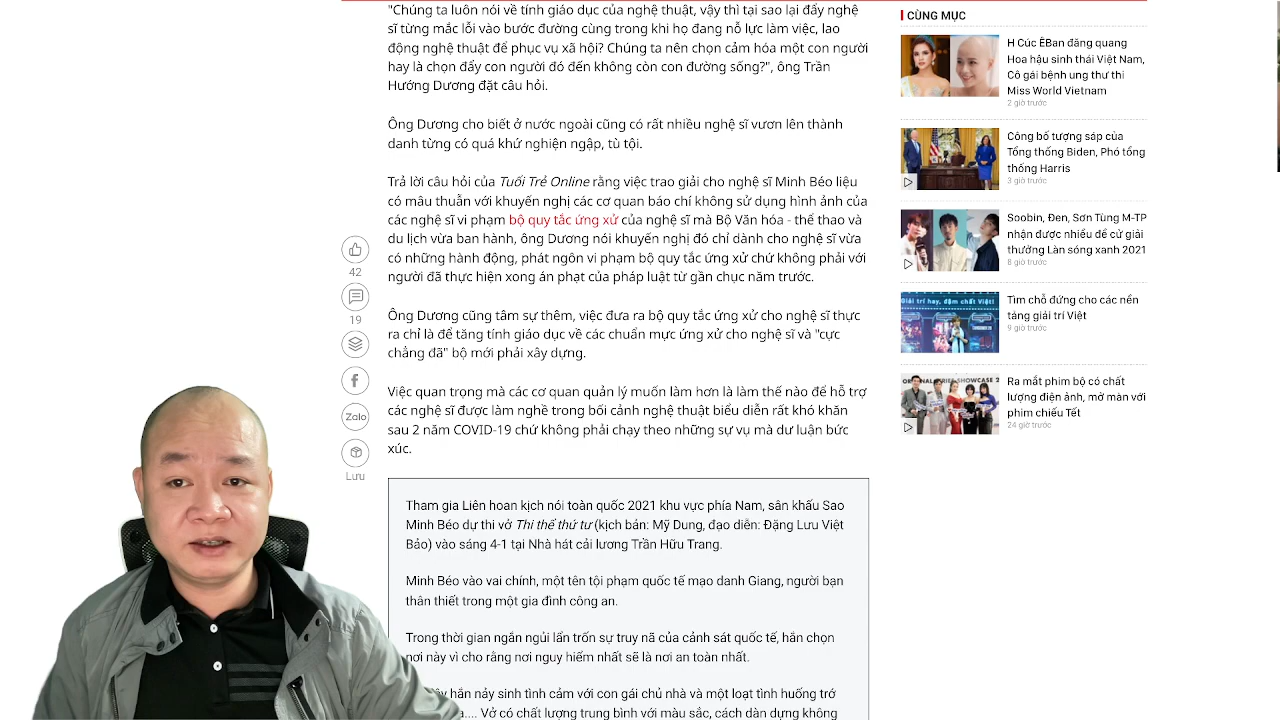 "Chúng ta luôn nói về tính giáo dục của nghệ thuật, vậy thì tại sao lại đẩy nghệ
sĩ từng mắc lỗi vào bước đường cùng trong khi họ đang nỗ lực làm việc, lao
động nghệ thuật để phục vụ xã hội? Chúng ta nên chọn cảm hóa một con người
hay là chọn đẩy con người đó đến không còn con đường sống?", ông Trần
Hướng Dương đặt câu hỏi.
Ông Dương cho biết ở nước ngoài cũng có rất nhiều nghệ sĩ vươn lên thành
danh từng có quá khứ nghiện ngập, tù tội.
Trả lời câu hỏi của Tuổi Trẻ Online rằng việc trao giải cho nghệ sĩ Minh Béo liệu
có mâu thuẫn với khuyến nghị các cơ quan báo chí không sử dụng hình ảnh của
các nghệ sĩ vi phạm bộ quy tắc ứng xử của nghệ sĩ mà Bộ Văn hóa - thể thao và
du lịch vừa ban hành, ông Dương nói khuyến nghị đó chỉ dành cho nghệ sĩ vừa
có những hành động, phát ngôn vi phạm bộ quy tắc ứng xử chứ không phải với
người đã thực hiện xong án phạt của pháp luật từ gần chục năm trước.
Ông Dương cũng tâm sự thêm, việc đưa ra bộ quy tắc ứng xử cho nghệ sĩ thực
ra chỉ là để tăng tính giáo dục về các chuẩn mực ứng xử cho nghệ sĩ và "cực
chẳng đã" bộ mới phải xây dựng.
Việc quan trọng mà các cơ quan quản lý muốn làm hơn là làm thế nào để hỗ trợ
các nghệ sĩ được làm nghề trong bối cảnh nghệ thuật biểu diễn rất khó khăn
sau 2 năm COVID-19 chứ không phải chạy theo những sự vụ mà dư luận bức
xúc.
42
19
Zalo
Lưu
Tham gia Liên hoan kịch nói toàn quốc 2021 khu vực phía Nam, sân khấu Sao
Minh Béo dự thi vở Thi thể thứ tư (kịch bản: Mỹ Dung, đạo diễn: Đặng Lưu Việt
Bảo) vào sáng 4-1 tại Nhà hát cải lương Trần Hữu Trang.
Minh Béo vào vai chính, một tên tội phạm quốc tế mạo danh Giang, người bạn
thân thiết trong một gia đình công an.
Trong thời gian ngắn ngủi lẩn trốn sự truy nã của cảnh sát quốc tế, hắn chọn
nơi này vì cho rằng nơi nguy hiểm nhất sẽ là nơi an toàn nhất.
hắn nảy sinh tình cảm với con gái chủ nhà và một loạt tình huống trớ
.... Vở có chất lượng trung bình với màu sắc, cách dàn dựng không
CÙNG MỤC
H Cúc ÊBan đăng quang
Hoa hậu sinh thái Việt Nam,
Cô gái bệnh ung thư thi
Miss World Vietnam
2 giờ trước
Công bố tượng sáp của
Tổng thống Biden, Phó tổng
thống Harris
3 giờ trước
Soobin, Đen, Sơn Tùng M-TP
nhận được nhiều đề cử giải
thưởng Làn sóng xanh 2021
8 giờ trước
Giải trí hay, đậm chất Việt!
Tìm chỗ đứng cho các nền
tảng giải trí Việt
9 giờ trước
Ra mắt phim bộ có chất
lượng điện ảnh, mở màn với
phim chiếu Tết
24 giờ trước